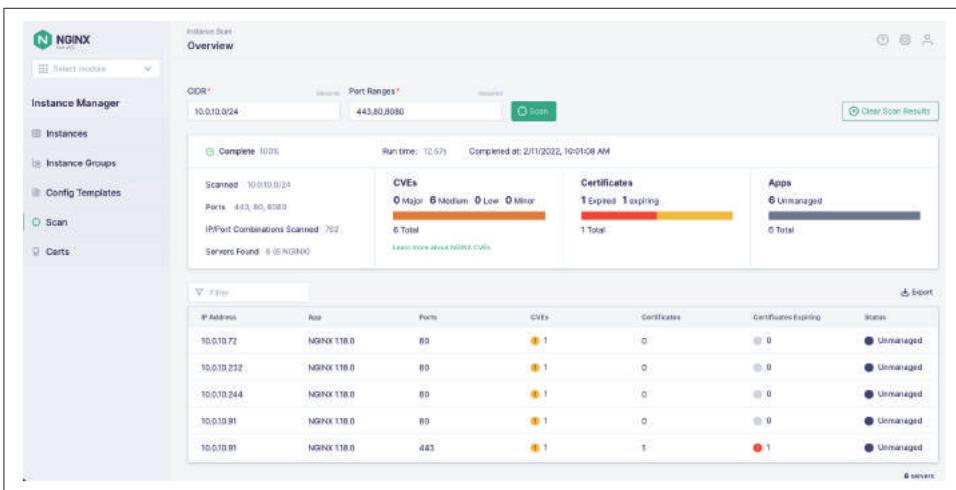 NGINX
Select module
Instance Manager
Instances
Instance Groups
Config Templates
Scan
Certs
Instance Scan
Overview
CIDR*
Required
Port Ranges*
Required
10.0.10.0/24
443,80,8080
Scan
Clear Scan Results
Complete 100%
Run time: 12.57s
Completed at: 2/11/2022, 10:01:08 AM
Scanned 10.0.10.0/24
Ports 443, 80, 8080
IP/Port Combinations Scanned 762
Servers Found 6 (6 NGINX)
CVEs
0 Major 6 Medium 0 Low 0 Minor
6 Total
Learn more about NGINX CVEs
Certificates
1 Expired 1 expiring
1 Total
Apps
6 Unmanaged
6 Total
Filter
Export
IP Address App Ports CVEs Certificates Certificates Expiring Status
10.0.10.72 NGINX 1.18.0 80 1 0 0 Unmanaged
10.0.10.232 NGINX 1.18.0 80 1 0 0 Unmanaged
10.0.10.244 NGINX 1.18.0 80 1 0 0 Unmanaged
10.0.10.91 NGINX 1.18.0 80 1 0 0 Unmanaged
10.0.10.91 NGINX 1.18.0 443 1 1 1 Unmanaged
6 servers